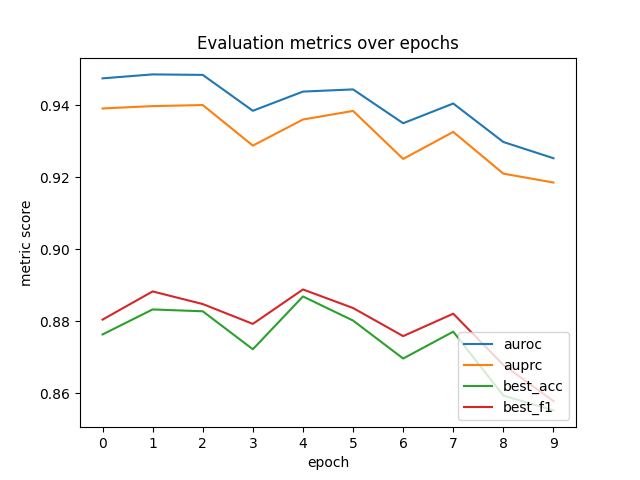 Evaluation metrics over epochs
metric score
0.94
0.92
0.90
0.88
0.86
auroc
auprc
best_acc
best_f1
0 1 2 3 4 5 6 7 8 9
epoch